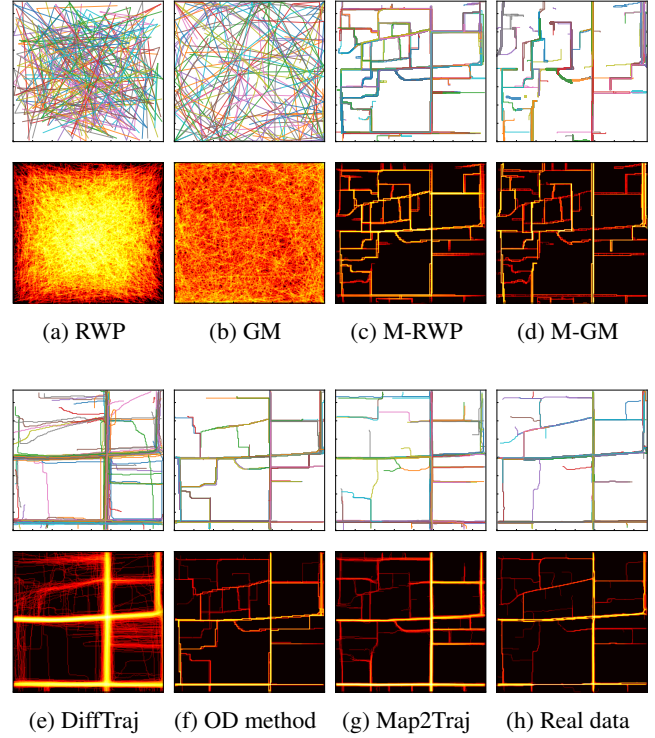 (a) RWP (b) GM (c) M-RWP (d) M-GM
(e) DiffTraj (f) OD method (g) Map2Traj (h) Real data